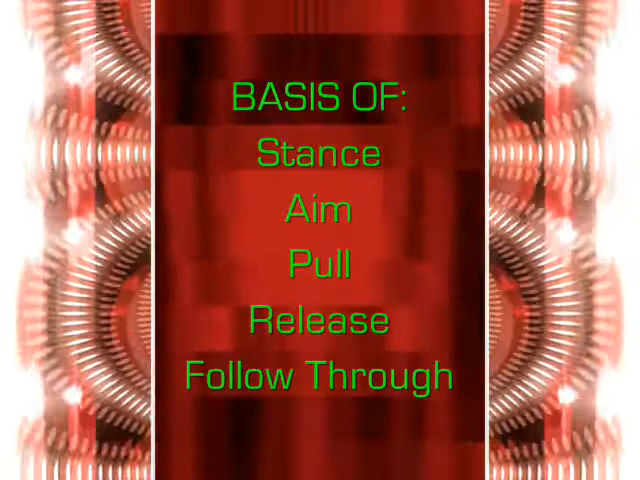 BASIS OF:
Stance
Aim
Pull
Release
Follow Through